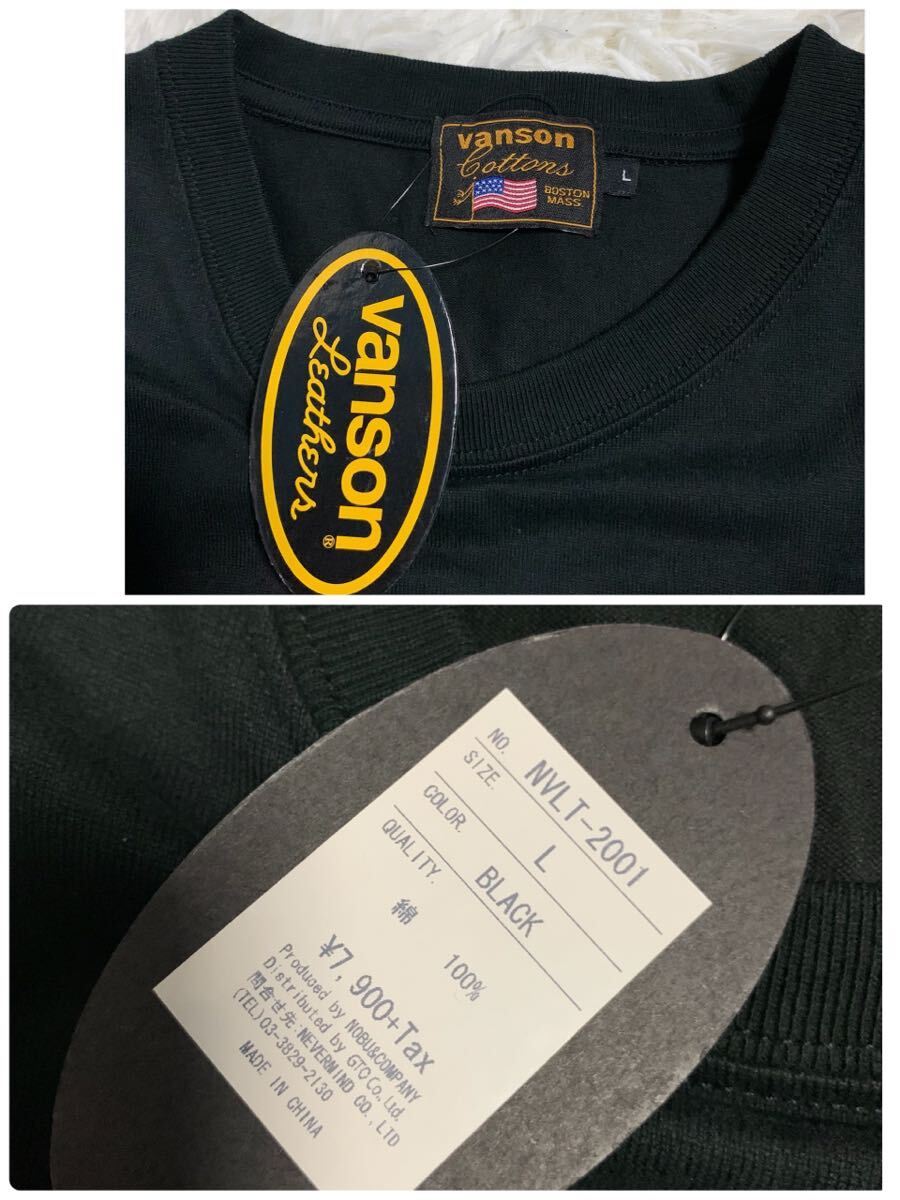 vanson
Cottons
BOSTON
MASS.
L
vanson
Leathers
®
NO. NVLT-2001
SIZE. L
COLOR. BLACK
QUALITY.
綿 100%
¥7,900+Tax
Produced by NOBU&COMPANY
Distributed by GTC Co.,Ltd.
問合せ先:NEVERMIND CO.,LTD
(TEL)03-3829-2130
MADE IN CHINA